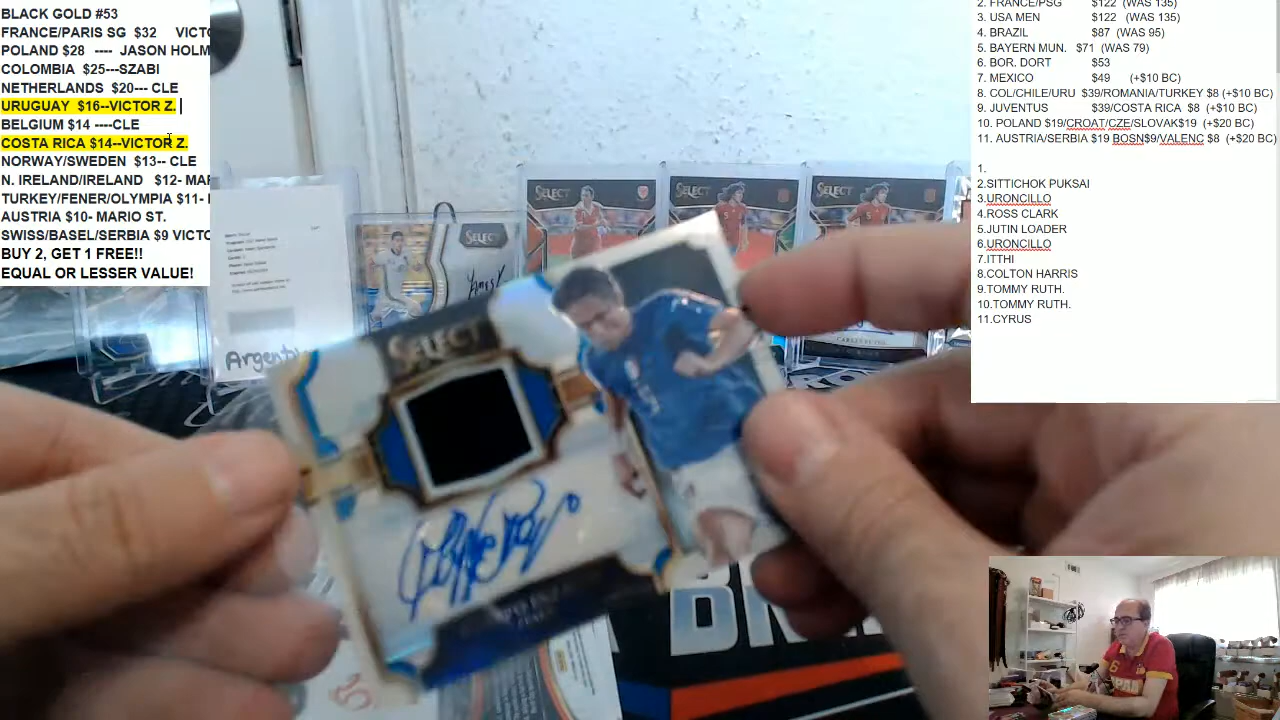 BLACK GOLD #53
FRANCE/PARIS SG $32 VICTO
POLAND $28 ---- JASON HOLM
COLOMBIA $25---SZABI
NETHERLANDS $20--- CLE
URUGUAY $16--VICTOR Z.
BELGIUM $14 ----CLE
COSTA RICA $14--VICTOR Z.
NORWAY/SWEDEN $13-- CLE
N. IRELAND/IRELAND $12- MAR
TURKEY/FENER/OLYMPIA $11-
AUSTRIA $10- MARIO ST.
SWISS/BASEL/SERBIA $9 VICTO
BUY 2, GET 1 FREE!!
EQUAL OR LESSER VALUE!
2. FRANCE/PSG $122 (WAS 135)
3. USA MEN $122 (WAS 135)
4. BRAZIL $87 (WAS 95)
5. BAYERN MUN. $71 (WAS 79)
6. BOR. DORT $53
7. MEXICO $49 (+$10 BC)
8. COL/CHILE/URU $39/ROMANIA/TURKEY $8 (+$10 BC)
9. JUVENTUS $39/COSTA RICA $8 (+$10 BC)
10. POLAND $19/CROAT/CZE/SLOVAK$19 (+$20 BC)
11. AUSTRIA/SERBIA $19 BOSN$9/VALENC $8 (+$20 BC)
1.
2.SITTICHOK PUKSAI
3.URONCILLO
4.ROSS CLARK
5.JUTIN LOADER
6.URONCILLO
7.ITTHI
8.COLTON HARRIS
9.TOMMY RUTH.
10.TOMMY RUTH.
11.CYRUS
SELECT
SELECT
SELECT
SELECT
SELECT
Argent